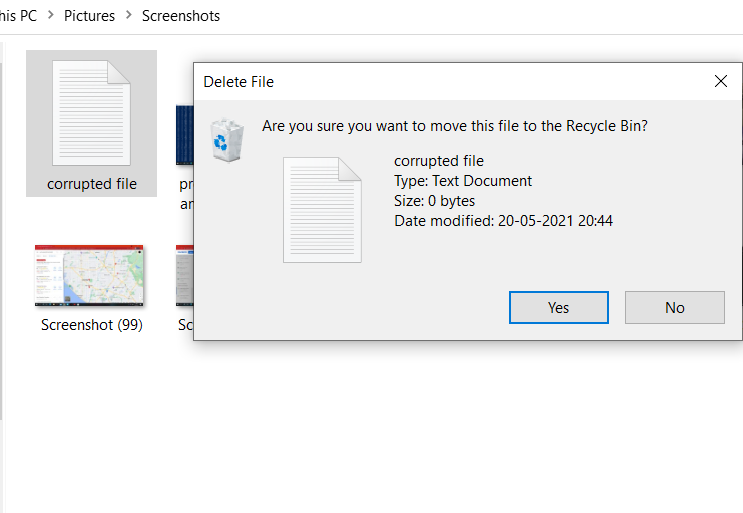 his PC > Pictures > Screenshots
Delete File
Are you sure you want to move this file to the Recycle Bin?
corrupted file
Type: Text Document
Size: 0 bytes
Date modified: 20-05-2021 20:44
Yes
No
corrupted file
pr
an
Screenshot (99)
Sc